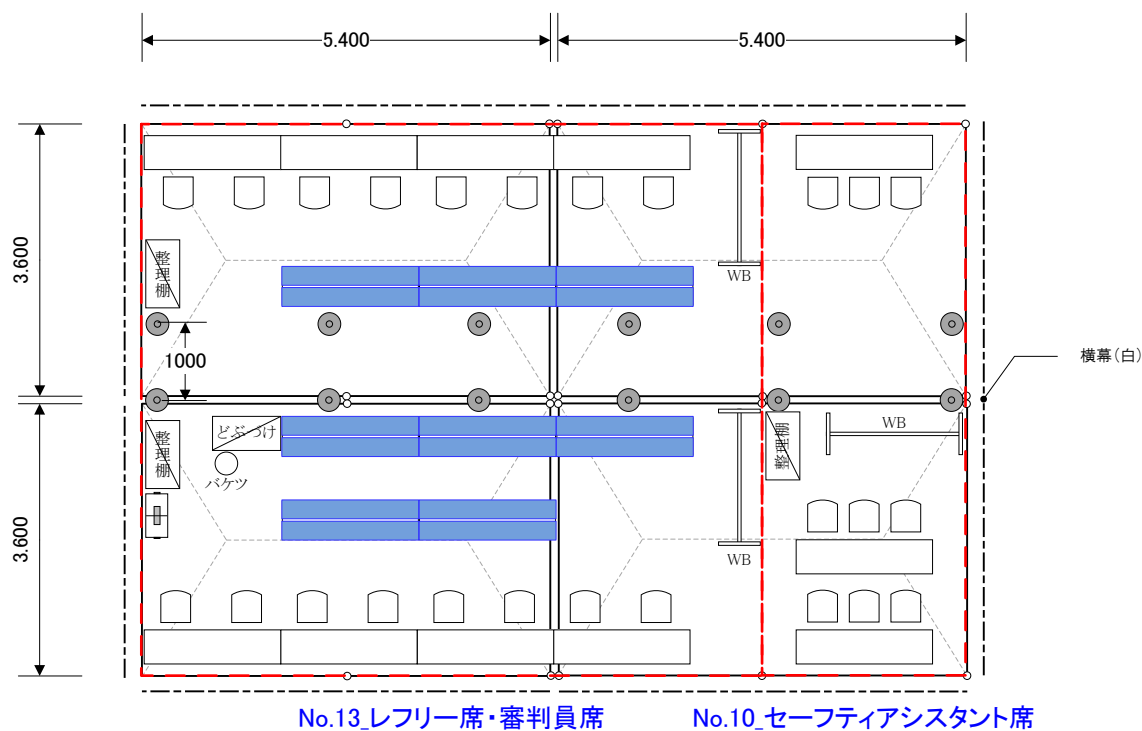 5.400
5.400
3.600
整理棚
WB
1000
横幕(白)
3.600
整理棚
どぶづけ
バケツ
整理棚
WB
WB
No.13_レフリー席・審判員席
No.10_セーフティアシスタント席